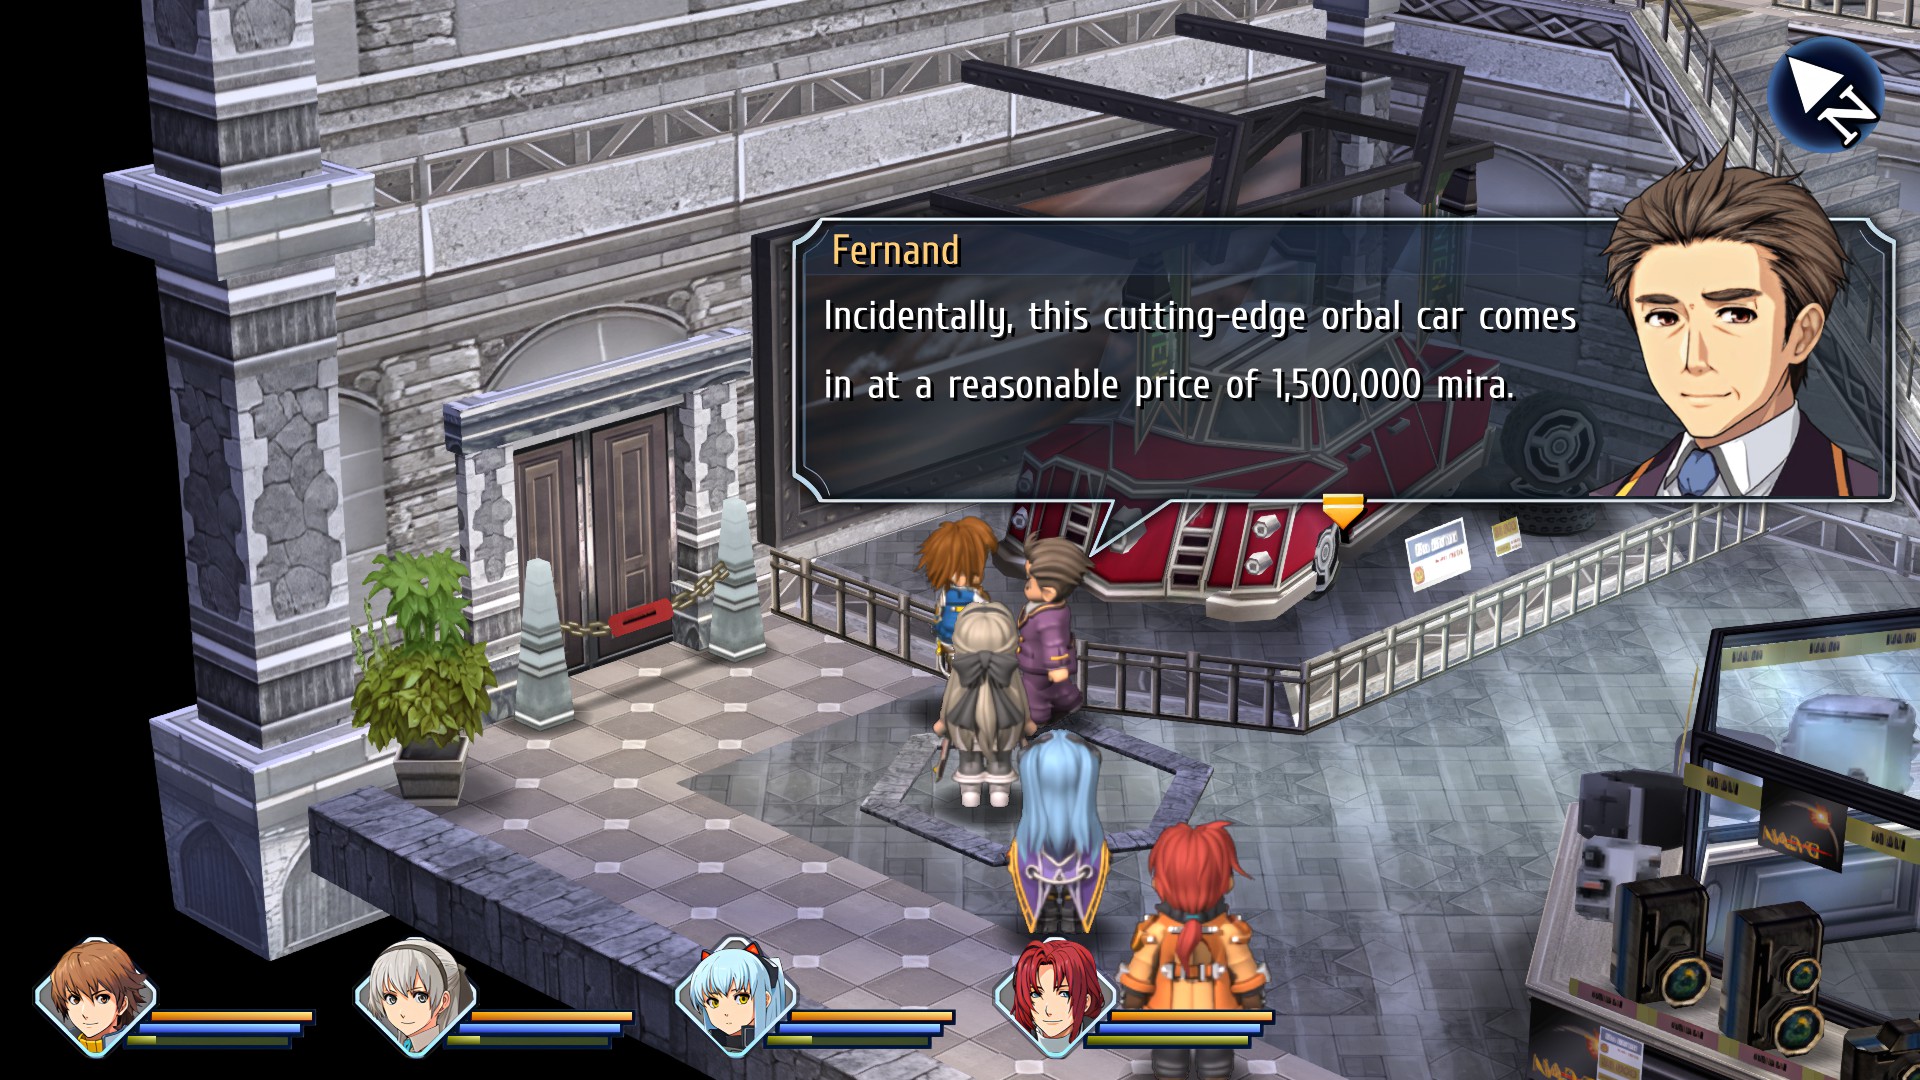 N
Fernand
Incidentally, this cutting-edge orbal car comes
in at a reasonable price of 1,500,000 mira.